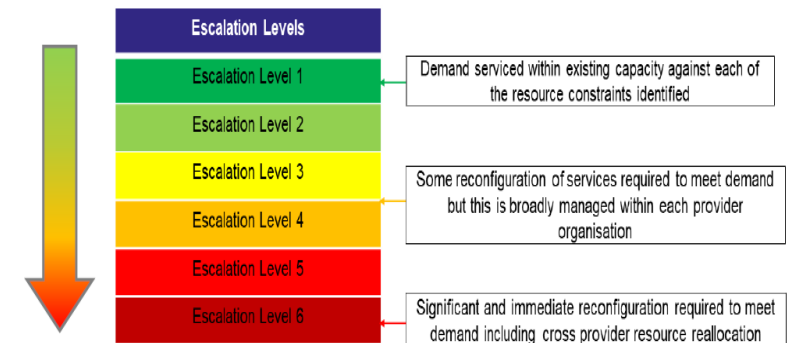 Escalation Levels
Escalation Level 1
Demand serviced within existing capacity against each of
the resource constraints identified
Escalation Level 2
Escalation Level 3
Some reconfiguration of services required to meet demand
but this is broadly managed within each provider
organisation
Escalation Level 4
Escalation Level 5
Escalation Level 6
Significant and immediate reconfiguration required to meet
demand including cross provider resource reallocation